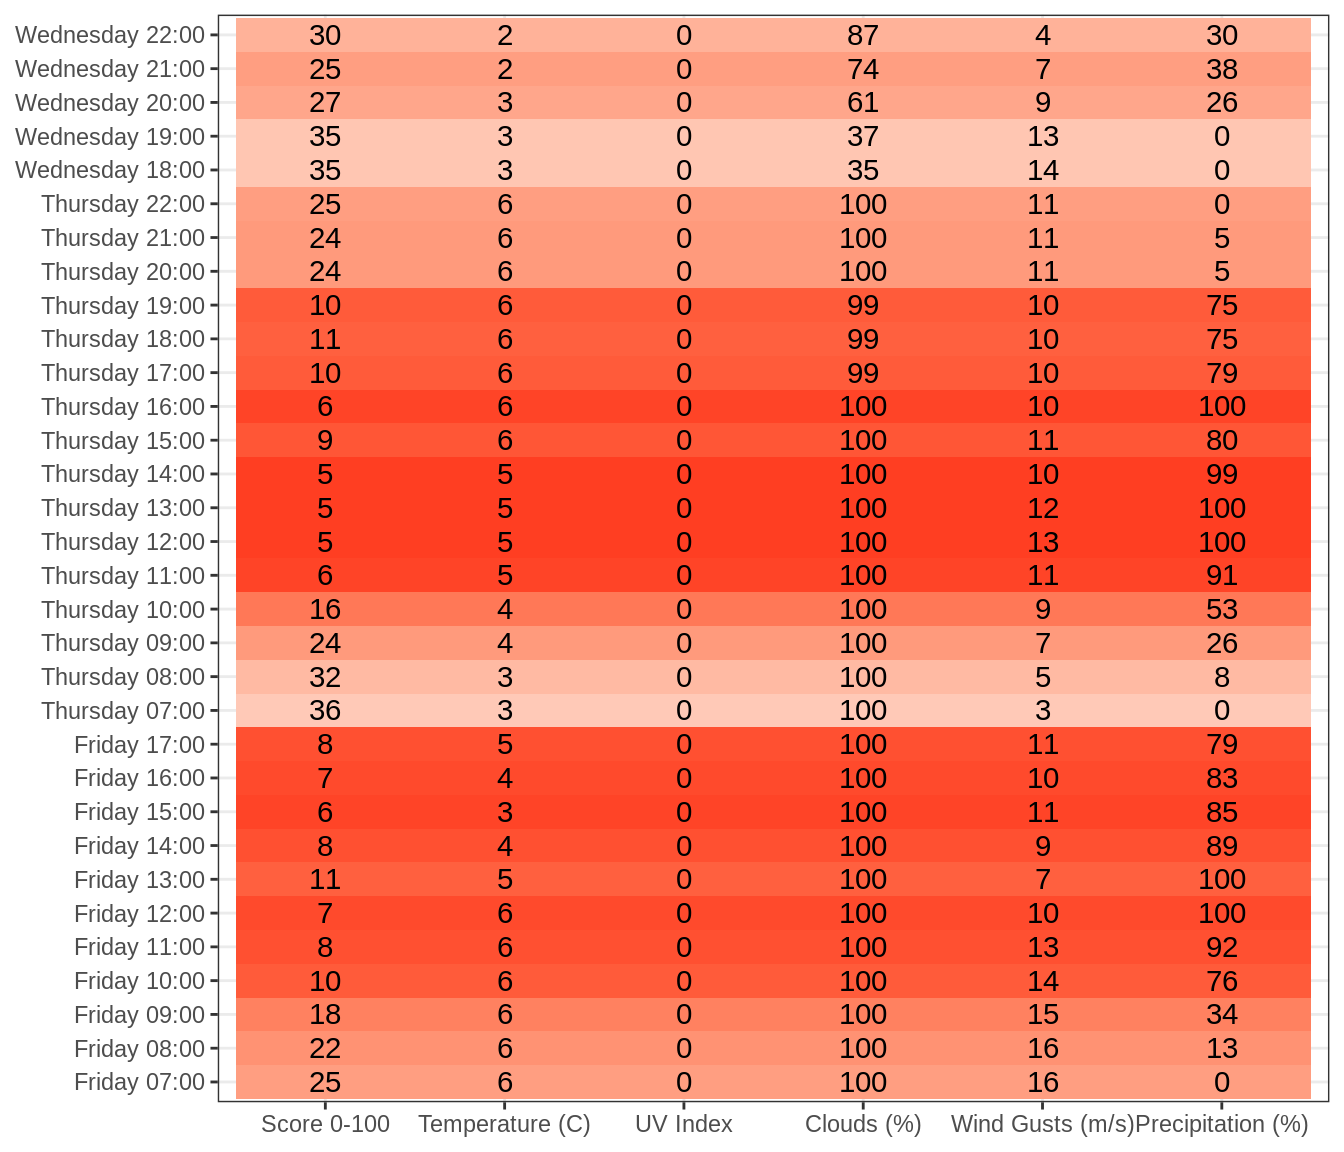 Wednesday 22:00 30 2 0 87 4 30
Wednesday 21:00 25 2 0 74 7 38
Wednesday 20:00 27 3 0 61 9 26
Wednesday 19:00 35 3 0 37 13 0
Wednesday 18:00 35 3 0 35 14 0
Thursday 22:00 25 6 0 100 11 0
Thursday 21:00 24 6 0 100 11 5
Thursday 20:00 24 6 0 100 11 5
Thursday 19:00 10 6 0 99 10 75
Thursday 18:00 11 6 0 99 10 75
Thursday 17:00 10 6 0 99 10 79
Thursday 16:00 6 6 0 100 10 100
Thursday 15:00 9 6 0 100 11 80
Thursday 14:00 5 5 0 100 10 99
Thursday 13:00 5 5 0 100 12 100
Thursday 12:00 5 5 0 100 13 100
Thursday 11:00 6 5 0 100 11 91
Thursday 10:00 16 4 0 100 9 53
Thursday 09:00 24 4 0 100 7 26
Thursday 08:00 32 3 0 100 5 8
Thursday 07:00 36 3 0 100 3 0
Friday 17:00 8 5 0 100 11 79
Friday 16:00 7 4 0 100 10 83
Friday 15:00 6 3 0 100 11 85
Friday 14:00 8 4 0 100 9 89
Friday 13:00 11 5 0 100 7 100
Friday 12:00 7 6 0 100 10 100
Friday 11:00 8 6 0 100 13 92
Friday 10:00 10 6 0 100 14 76
Friday 09:00 18 6 0 100 15 34
Friday 08:00 22 6 0 100 16 13
Friday 07:00 25 6 0 100 16 0
Score 0-100 Temperature (C) UV Index Clouds (%) Wind Gusts (m/s) Precipitation (%)